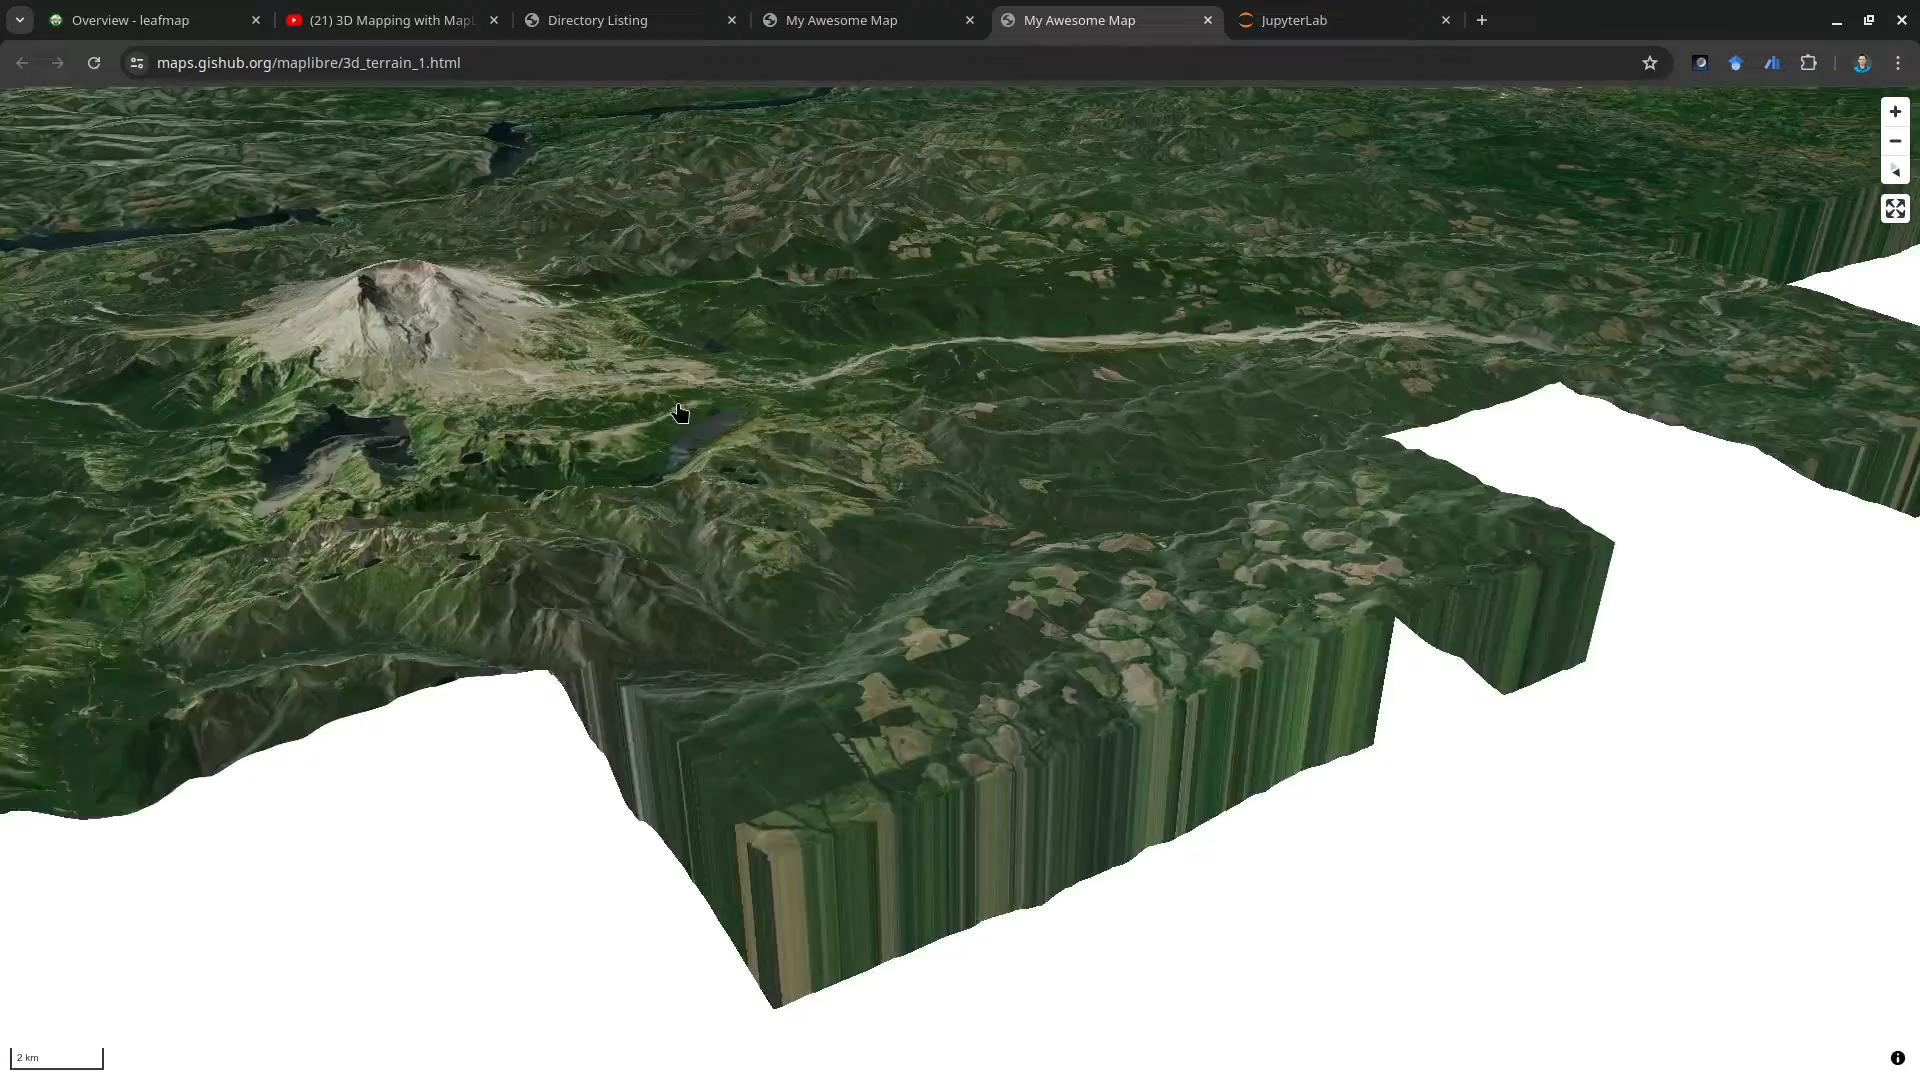 Overview - leafmap
(21) 3D Mapping with Map
Directory Listing
My Awesome Map
My Awesome Map
JupyterLab
maps.gishub.org/maplibre/3d_terrain_1.html
2 km